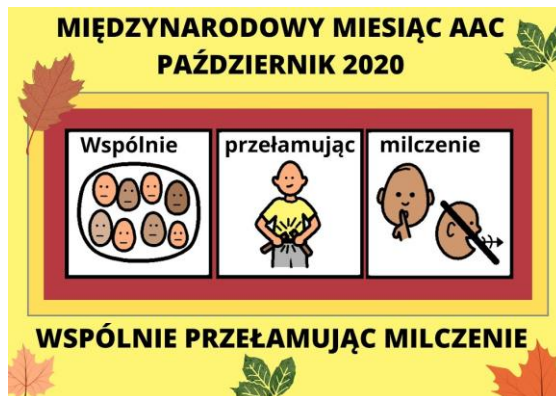 MIĘDZYNARODOWY MIESIĄC AAC
PAŹDZIERNIK 2020
Wspólnie przełamując milczenie
WSPÓLNIE PRZEŁAMUJĄC MILCZENIE